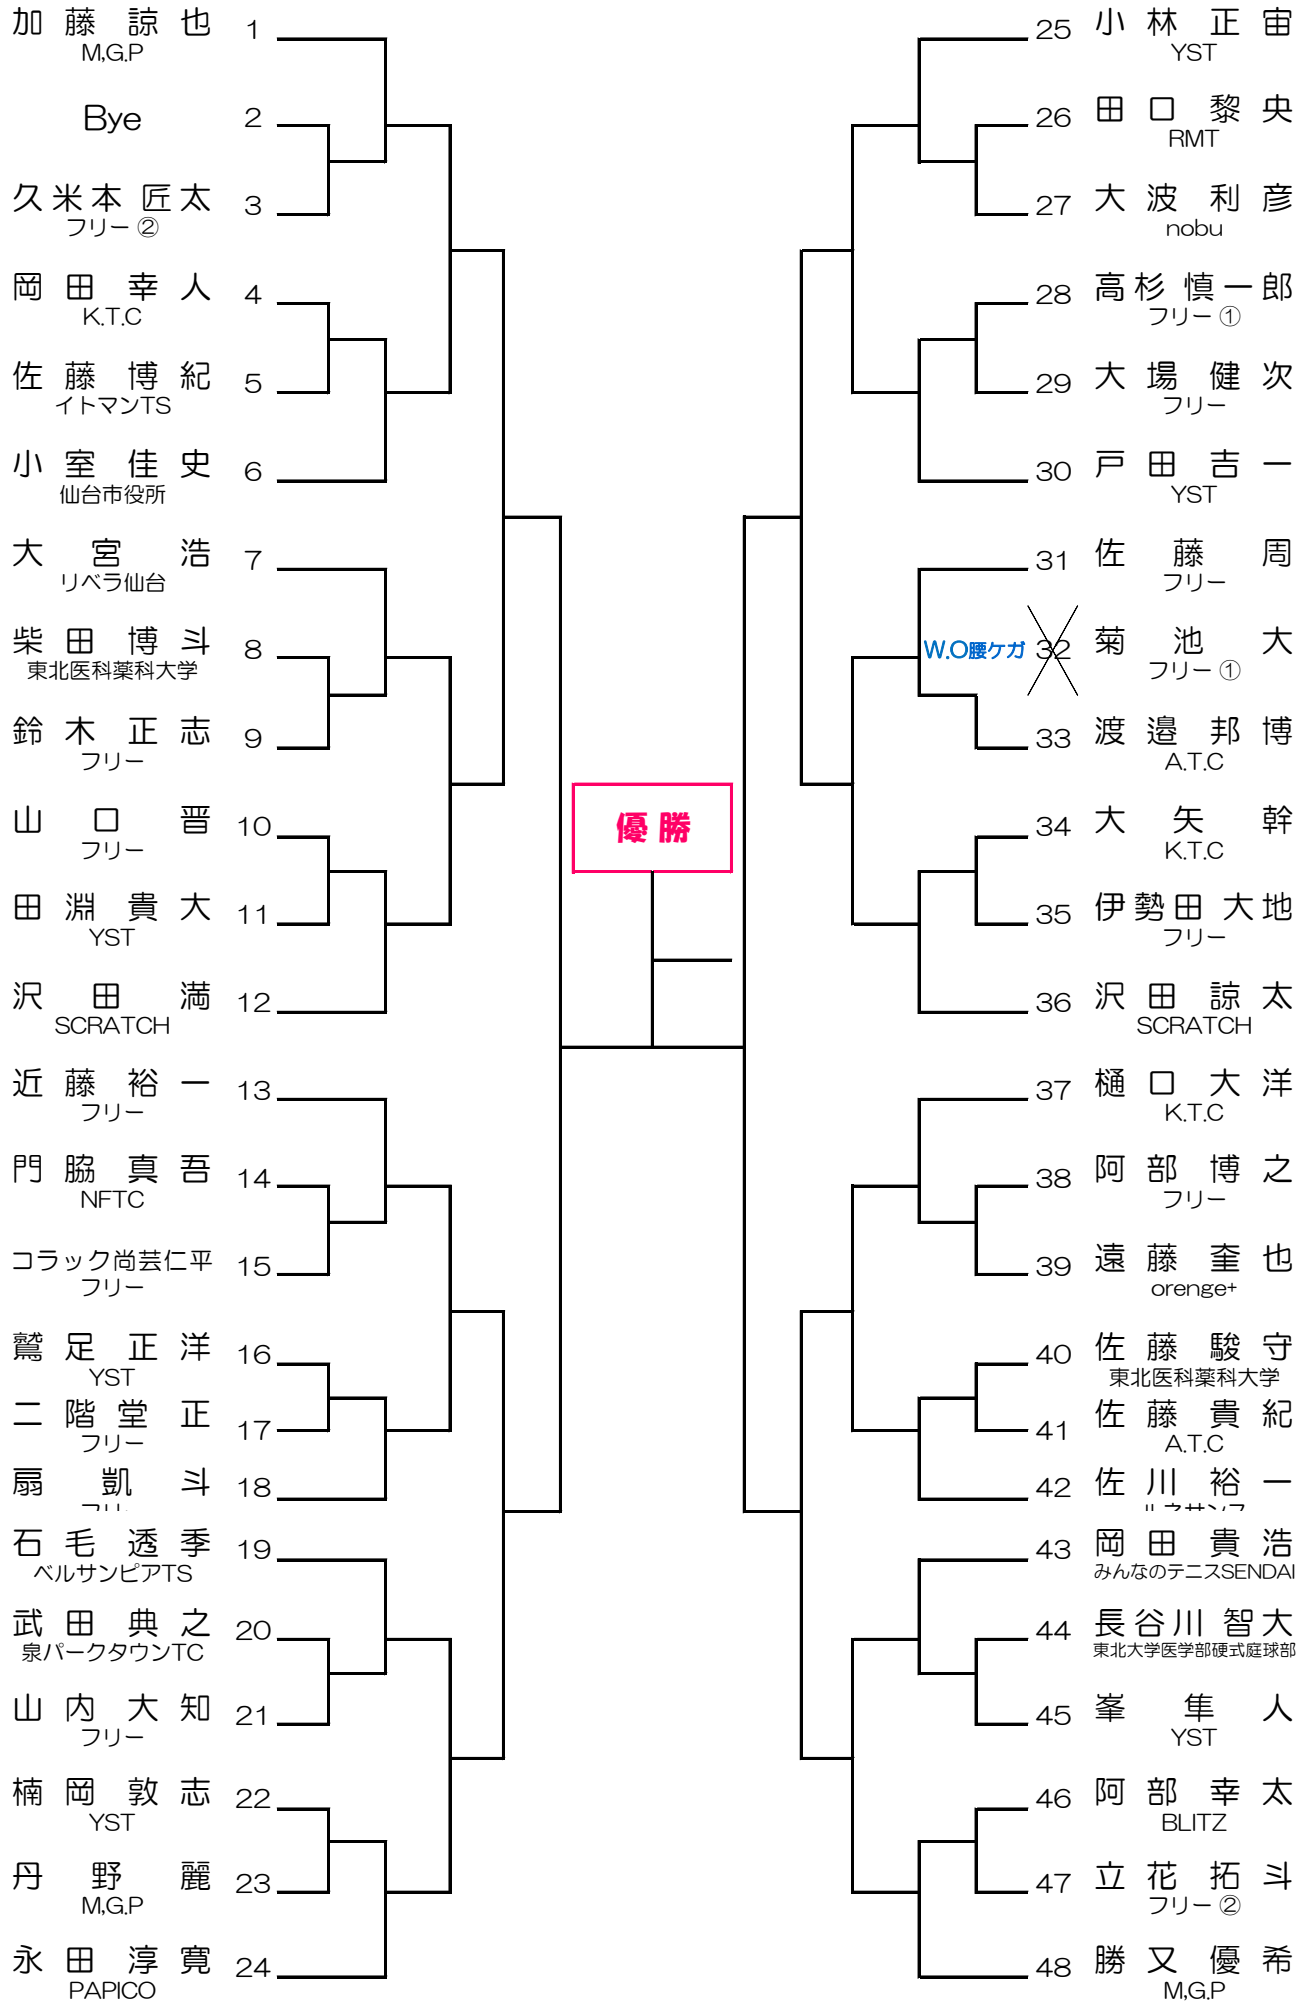 加藤 諒也 1
M,G.P
Bye 2
久米本 匠太 3
フリー ②
岡田 幸人 4
K.T.C
佐藤 博紀 5
イトマンTS
小室 佳史 6
仙台市役所
大宮 浩 7
リベラ仙台
柴田 博斗 8
東北医科薬科大学
鈴木 正志 9
フリー
山口 晋 10
フリー
田淵 貴大 11
YST
沢田 満 12
SCRATCH
近藤 裕一 13
フリー
門脇 真吾 14
NFTC
コラック尚芸仁平 15
フリー
鷲足 正洋 16
YST
二階堂 正 17
フリー
扇 凱斗 18
フリー
石毛 透季 19
ベルサンピアTS
武田 典之 20
泉パークタウンTC
山内 大知 21
フリー
楠岡 敦志 22
YST
丹野 麗 23
M,G.P
永田 淳寛 24
PAPICO
優勝
25 小林 正宙
YST
26 田口 黎央
RMT
27 大波 利彦
nobu
28 高杉 慎一郎
フリー ①
29 大場 健次
フリー
30 戸田 吉一
YST
31 佐藤 周
フリー
W.O腰ケガ 32 菊池 大
フリー ①
33 渡邉 邦博
A.T.C
34 大矢 幹
K.T.C
35 伊勢田 大地
フリー
36 沢田 諒太
SCRATCH
37 樋口 大洋
K.T.C
38 阿部 博之
フリー
39 遠藤 奎也
orenge+
40 佐藤 駿守
東北医科薬科大学
41 佐藤 貴紀
A.T.C
42 佐川 裕一
ルネサンス
43 岡田 貴浩
みんなのテニスSENDAI
44 長谷川 智大
東北大学医学部硬式庭球部
45 峯 隼人
YST
46 阿部 幸太
BLITZ
47 立花 拓斗
フリー ②
48 勝又 優希
M,G.P